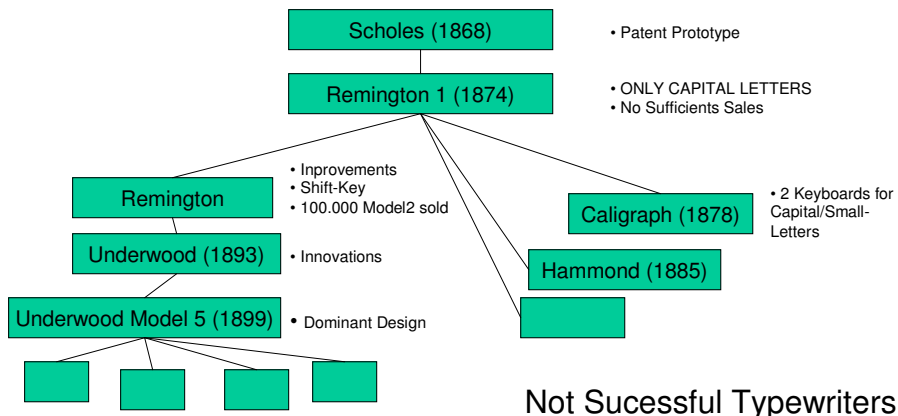 Scholes (1868)
• Patent Prototype
Remington 1 (1874)
• ONLY CAPITAL LETTERS
• No Sufficients Sales
Remington
• Inprovements
• Shift-Key
• 100.000 Model2 sold
Caligraph (1878)
• 2 Keyboards for
Capital/Small-
Letters
Underwood (1893)
• Innovations
Hammond (1885)
Underwood Model 5 (1899)
• Dominant Design
Not Sucessful Typewriters